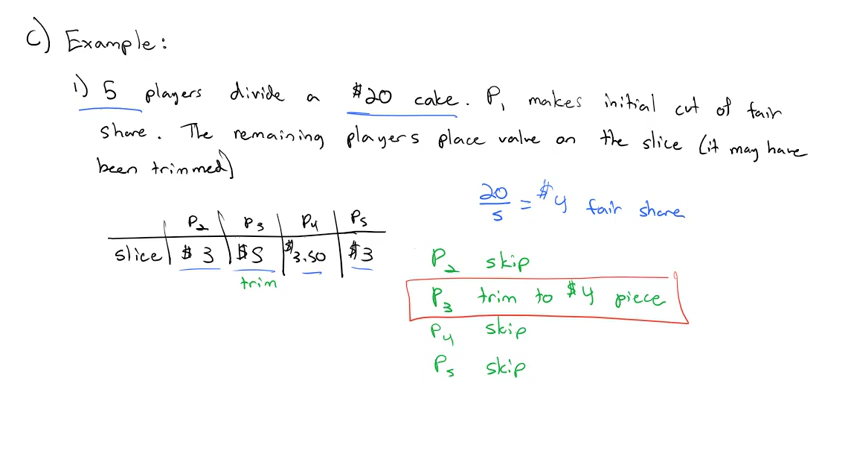 C) Example:
1) 5 players divide a $20 cake. P1 makes initial cut of fair
share. The remaining players place value on the slice (it may have
been trimmed)
20/5 = $4 fair share
P2 P3 P4 P5
slice $3 $5 $3.50 $3
trim
P2 skip
P3 trim to $4 piece
P4 skip
P5 skip